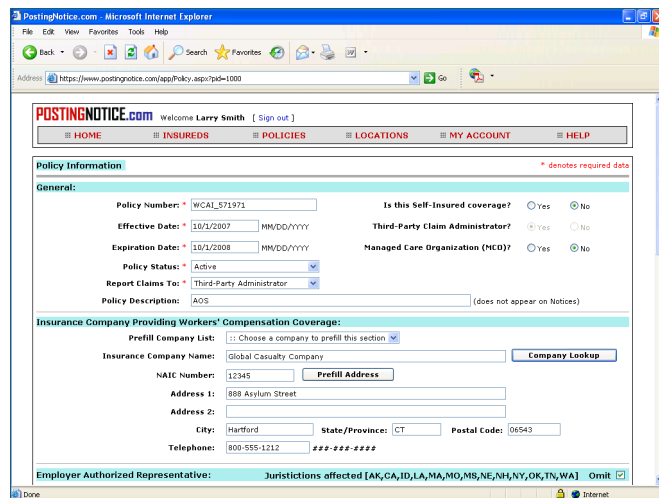 PostingNotice.com - Microsoft Internet Explorer
File Edit View Favorites Tools Help
Back Search Favorites
Address https://www.postingnotice.com/app/Policy.aspx?pid=1000 Go
POSTINGNOTICE.com Welcome Larry Smith [ Sign out ]
HOME INSUREDS POLICIES LOCATIONS MY ACCOUNT HELP
Policy Information * denotes required data
General:
Policy Number: * WCAI_571971 Is this Self-Insured coverage? Yes No
Effective Date: * 10/1/2007 MM/DD/YYYY Third-Party Claim Administrator? Yes No
Expiration Date: * 10/1/2008 MM/DD/YYYY Managed Care Organization (MCO)? Yes No
Policy Status: * Active
Report Claims To: * Third-Party Administrator
Policy Description: AOS (does not appear on Notices)
Insurance Company Providing Workers' Compensation Coverage:
Prefill Company List: :: Choose a company to prefill this section
Insurance Company Name: Global Casualty Company Company Lookup
NAIC Number: 12345 Prefill Address
Address 1: 888 Asylum Street
Address 2:
City: Hartford State/Province: CT Postal Code: 06543
Telephone: 800-555-1212 ###-###-####
Employer Authorized Representative: Juristictions affected [AK,CA,ID,LA,MA,MO,MS,NE,NH,NY,OK,TN,WA] Omit
Done Internet